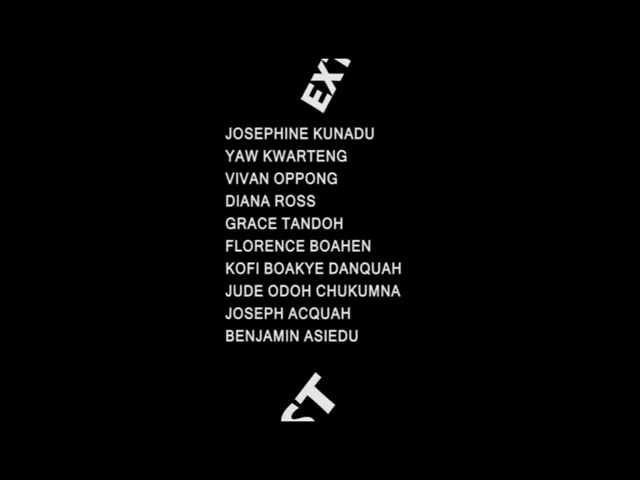 EX
JOSEPHINE KUNADU
YAW KWARTENG
VIVAN OPPONG
DIANA ROSS
GRACE TANDOH
FLORENCE BOAHEN
KOFI BOAKYE DANQUAH
JUDE ODOH CHUKUMNA
JOSEPH ACQUAH
BENJAMIN ASIEDU
ST